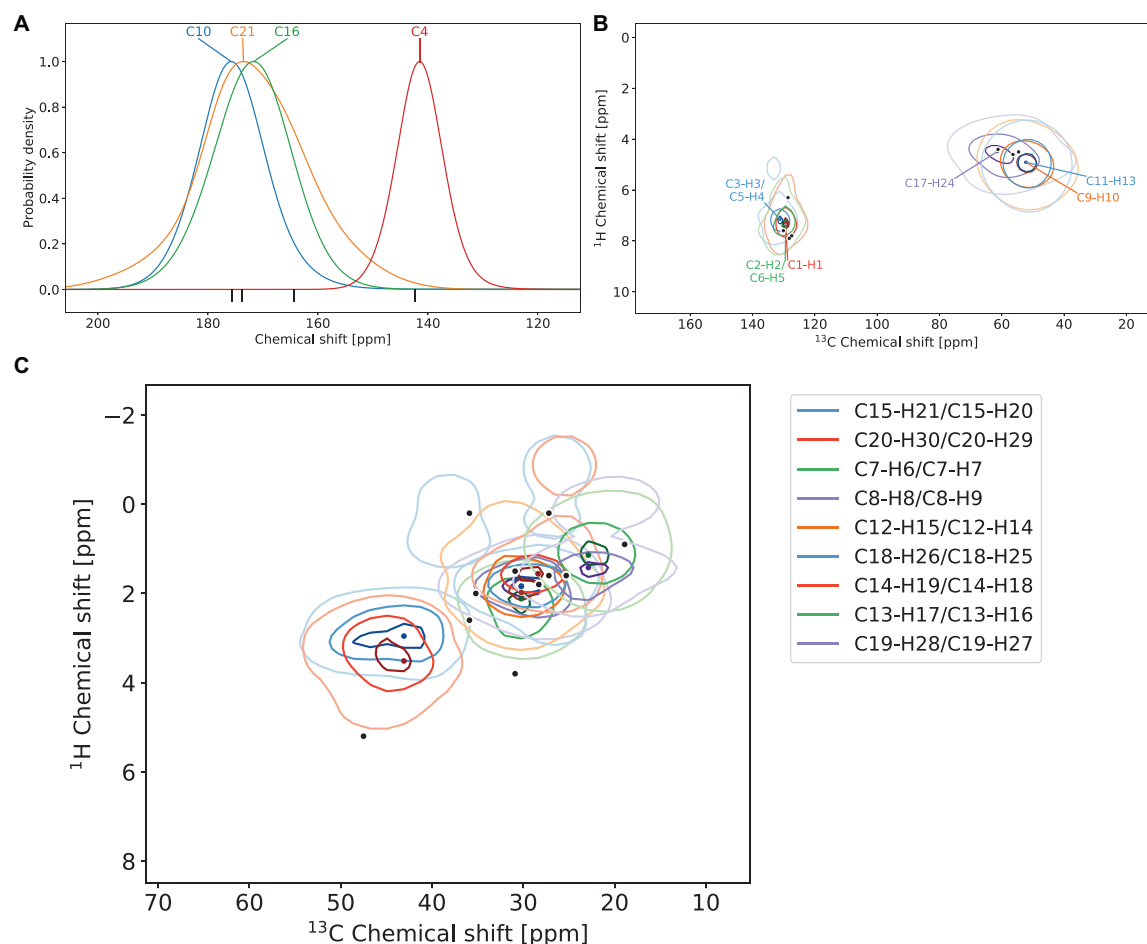 A
C10 C21 C16 C4
1.0
0.8
0.6
0.4
0.2
0.0
Probability density
200 180 160 140 120
Chemical shift [ppm]
B
0
2
4
6
8
10
¹H Chemical shift [ppm]
C3-H3/
C5-H4
C2-H2/
C6-H5
C1-H1
C17-H24
C11-H13
C9-H10
160 140 120 100 80 60 40 20
¹³C Chemical shift [ppm]
C
−2
0
2
4
6
8
¹H Chemical shift [ppm]
70 60 50 40 30 20 10
¹³C Chemical shift [ppm]
C15-H21/C15-H20
C20-H30/C20-H29
C7-H6/C7-H7
C8-H8/C8-H9
C12-H15/C12-H14
C18-H26/C18-H25
C14-H19/C14-H18
C13-H17/C13-H16
C19-H28/C19-H27